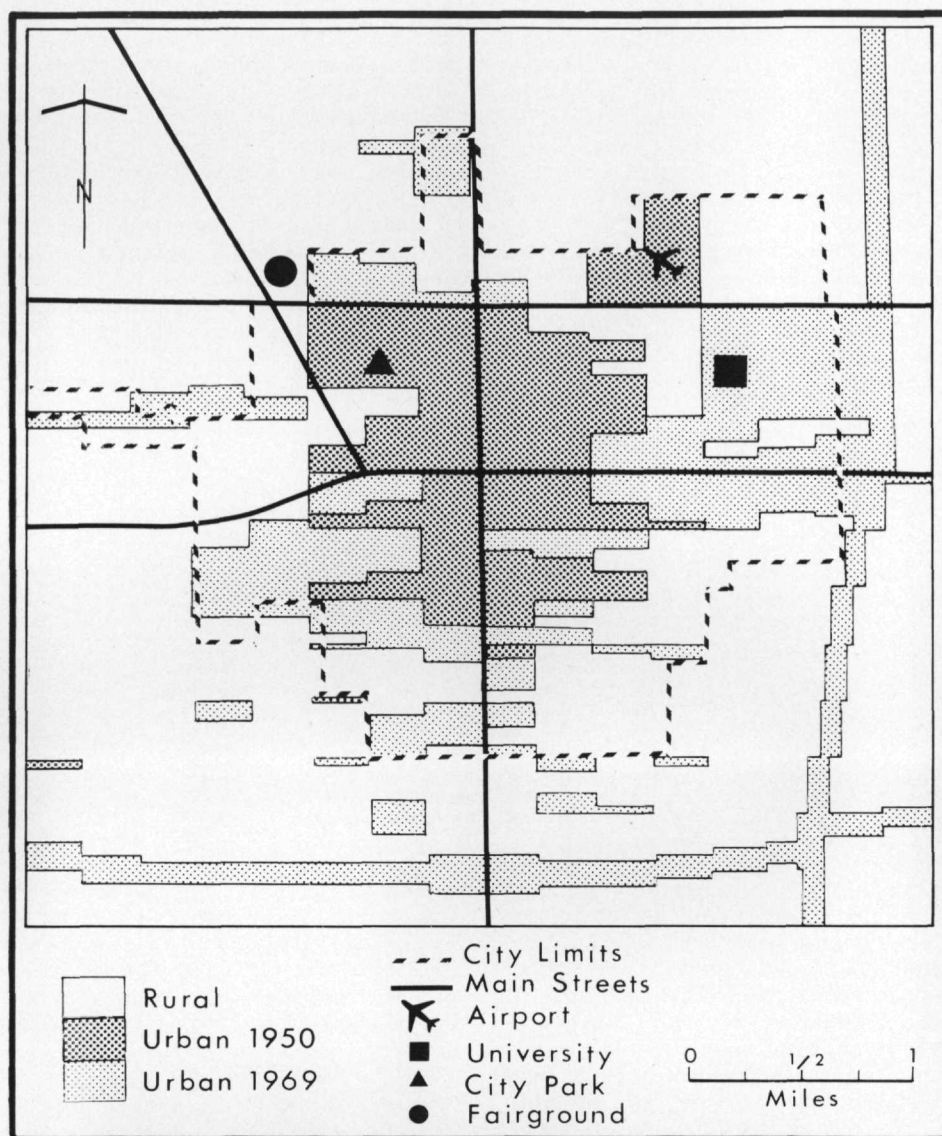 N
Rural
Urban 1950
Urban 1969
City Limits
Main Streets
Airport
University
City Park
Fairground
0 1/2 1
Miles